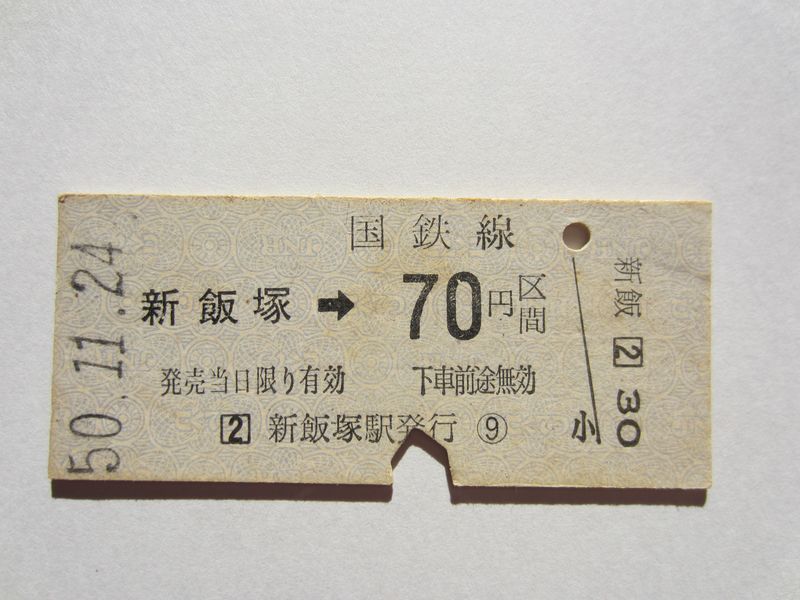 50.11.24
国鉄線
新飯塚➡70円区間
発売当日限り有効 下車前途無効
2 新飯塚駅発行 ⑨
新飯 2 30
小